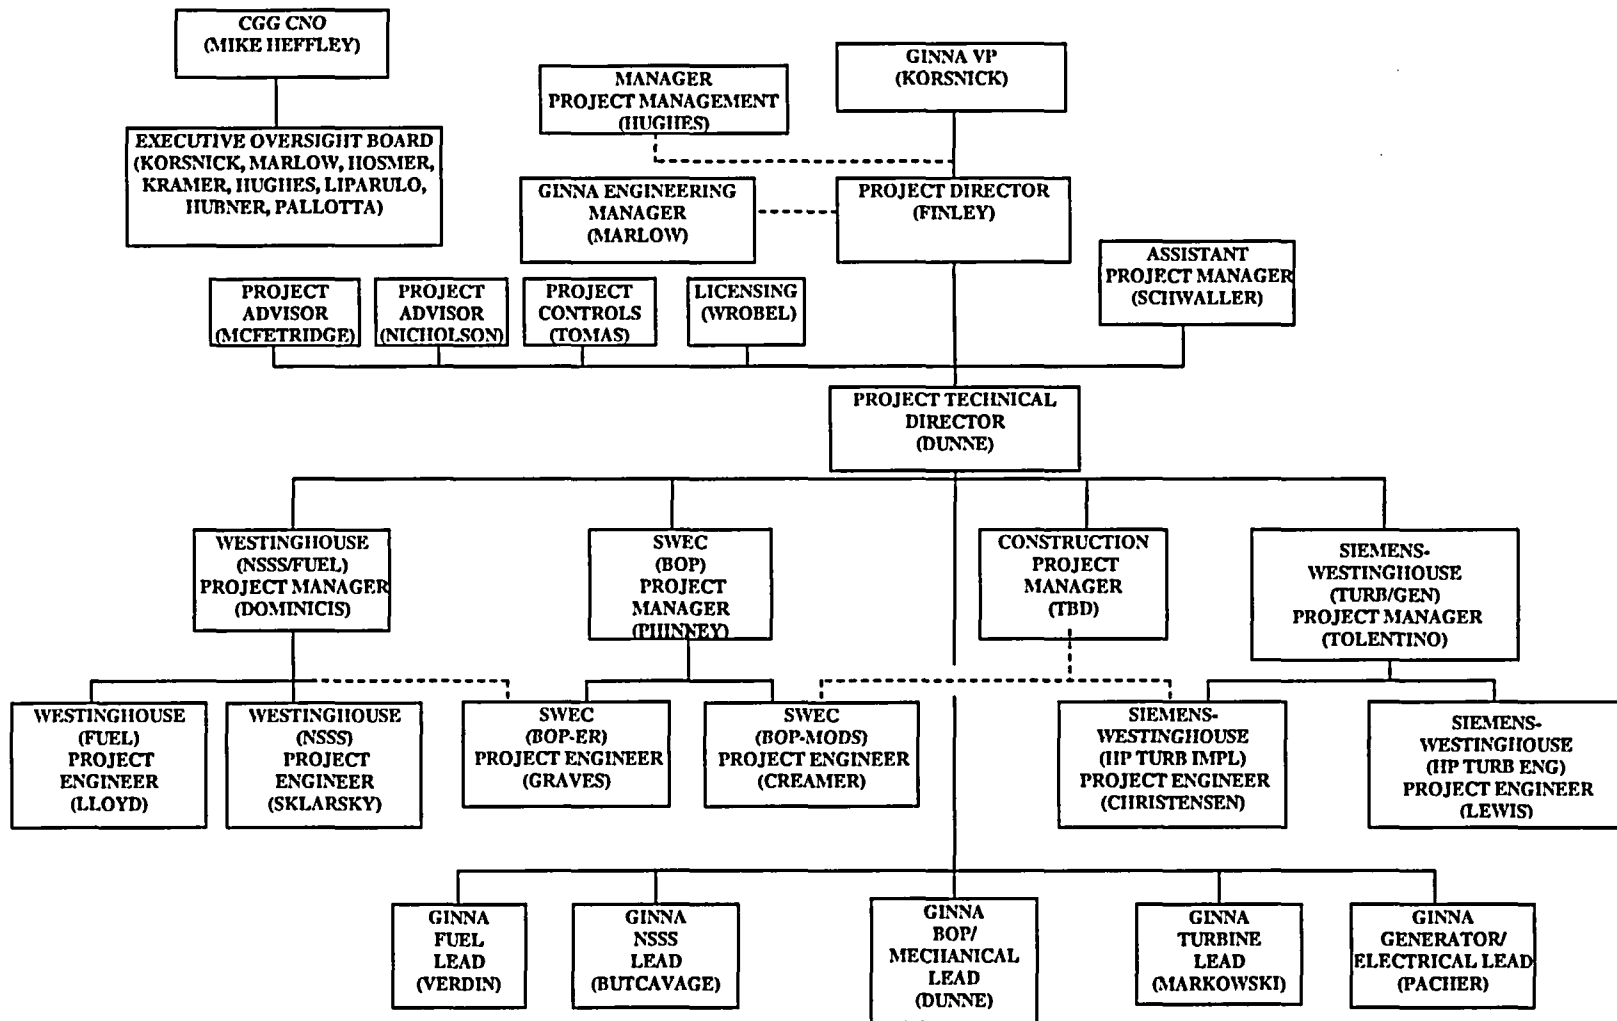 CGG CNO
(MIKE HEFFLEY)
GINNA VP
(KORSNICK)
MANAGER
PROJECT MANAGEMENT
(HUGHES)
EXECUTIVE OVERSIGHT BOARD
(KORSNICK, MARLOW, HOSMER,
KRAMER, HUGHES, LIPARULO,
HUBNER, PALLOTTA)
GINNA ENGINEERING
MANAGER
(MARLOW)
PROJECT DIRECTOR
(FINLEY)
ASSISTANT
PROJECT MANAGER
(SCHWALLER)
PROJECT
ADVISOR
(MCFETRIDGE)
PROJECT
ADVISOR
(NICHOLSON)
PROJECT
CONTROLS
(TOMAS)
LICENSING
(WROBEL)
PROJECT TECHNICAL
DIRECTOR
(DUNNE)
WESTINGHOUSE
(NSSS/FUEL)
PROJECT MANAGER
(DOMINICIS)
SWEC
(BOP)
PROJECT
MANAGER
(PHINNEY)
CONSTRUCTION
PROJECT
MANAGER
(TBD)
SIEMENS-
WESTINGHOUSE
(TURB/GEN)
PROJECT MANAGER
(TOLENTINO)
WESTINGHOUSE
(FUEL)
PROJECT
ENGINEER
(LLOYD)
WESTINGHOUSE
(NSSS)
PROJECT
ENGINEER
(SKLARSKY)
SWEC
(BOP-ER)
PROJECT ENGINEER
(GRAVES)
SWEC
(BOP-MODS)
PROJECT ENGINEER
(CREAMER)
SIEMENS-
WESTINGHOUSE
(HP TURB IMPL)
PROJECT ENGINEER
(CHRISTENSEN)
SIEMENS-
WESTINGHOUSE
(HP TURB ENG)
PROJECT ENGINEER
(LEWIS)
GINNA
FUEL
LEAD
(VERDIN)
GINNA
NSSS
LEAD
(BUTCAVAGE)
GINNA
BOP/
MECHANICAL
LEAD
(DUNNE)
GINNA
TURBINE
LEAD
(MARKOWSKI)
GINNA
GENERATOR/
ELECTRICAL LEAD
(PACHER)